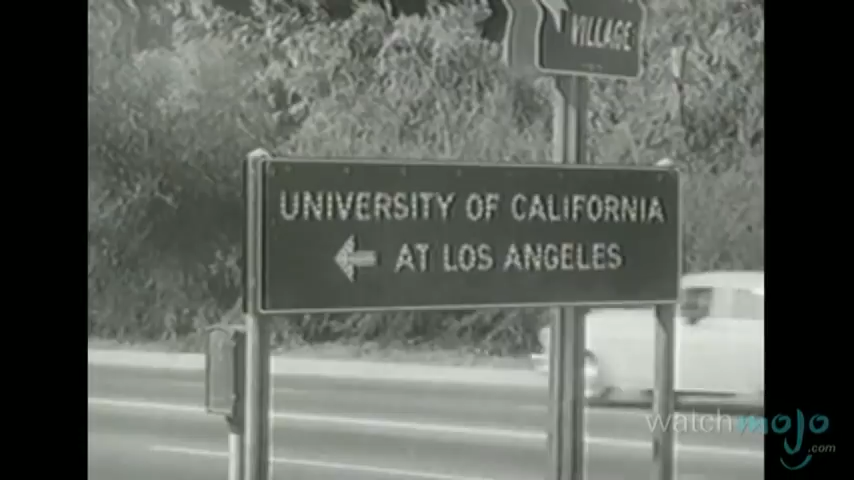 VILLAGE
UNIVERSITY OF CALIFORNIA
AT LOS ANGELES
watchmojo
.com